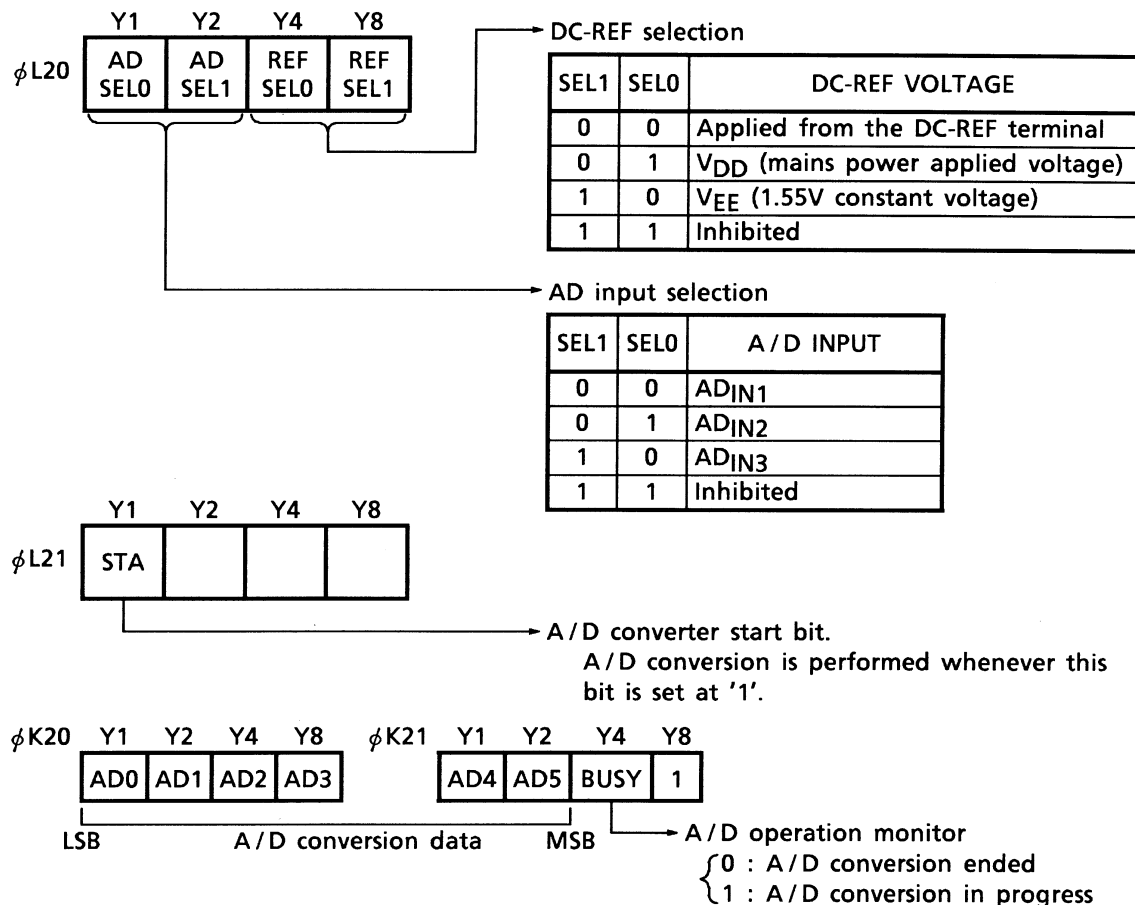 Y1 Y2 Y4 Y8
φL20 AD SEL0 AD SEL1 REF SEL0 REF SEL1
DC-REF selection
SEL1 SEL0 DC-REF VOLTAGE
0 0 Applied from the DC-REF terminal
0 1 VDD (mains power applied voltage)
1 0 VEE (1.55V constant voltage)
1 1 Inhibited
AD input selection
SEL1 SEL0 A/D INPUT
0 0 ADIN1
0 1 ADIN2
1 0 ADIN3
1 1 Inhibited
Y1 Y2 Y4 Y8
φL21 STA
A/D converter start bit.
A/D conversion is performed whenever this
bit is set at '1'.
φK20 Y1 Y2 Y4 Y8 φK21 Y1 Y2 Y4 Y8
AD0 AD1 AD2 AD3 AD4 AD5 BUSY 1
LSB A/D conversion data MSB
A/D operation monitor
0 : A/D conversion ended
1 : A/D conversion in progress